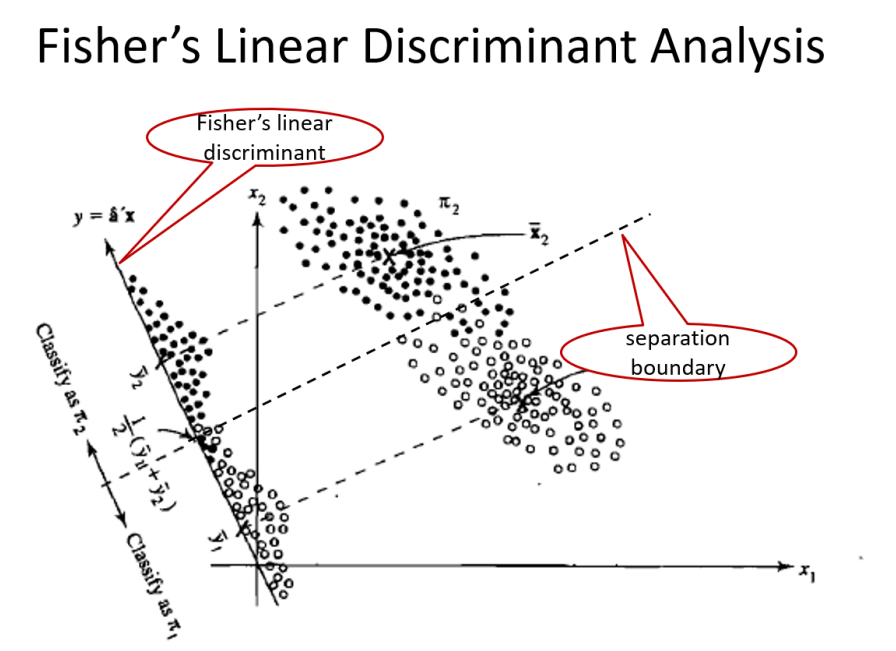 Fisher's Linear Discriminant Analysis
Fisher's linear
discriminant
x₂
π₂
y = â′x
x̄₂
separation
boundary
Classify as π₂
ȳ₂
½(ȳ₁ + ȳ₂)
ȳ₁
Classify as π₁
x₁